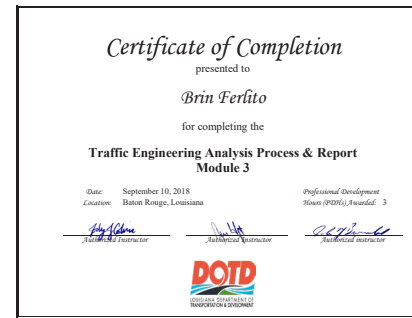 Certificate of Completion
presented to
Brin Ferlito
for completing the
Traffic Engineering Analysis Process & Report
Module 3
Date: September 10, 2018
Location: Baton Rouge, Louisiana
Professional Development
Hours (PDHs) Awarded: 3
Authorized Instructor
Authorized Instructor
Authorized instructor
DOTD
LOUISIANA DEPARTMENT OF
TRANSPORTATION & DEVELOPMENT